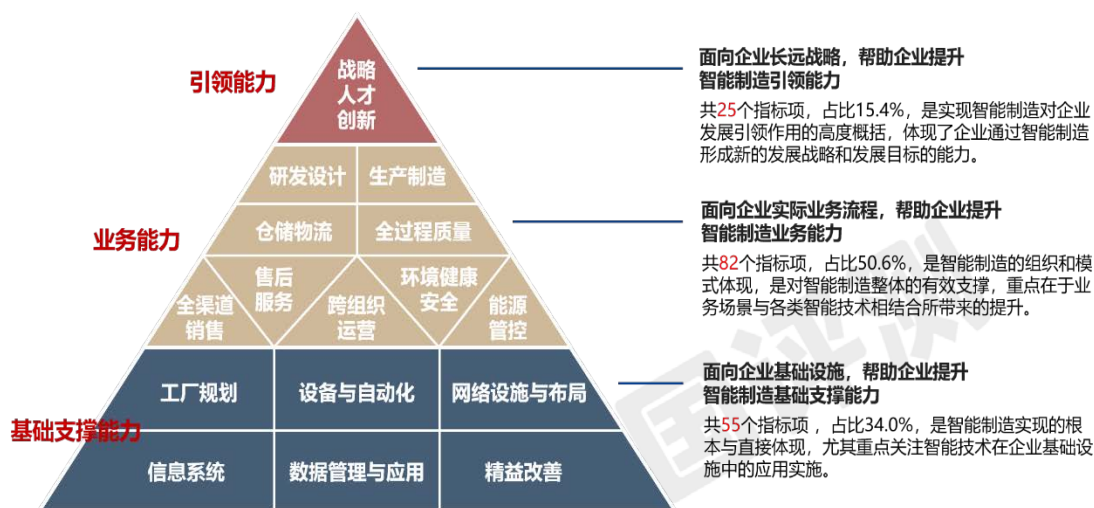 引领能力
战略
人才
创新
面向企业长远战略，帮助企业提升
智能制造引领能力
共25个指标项，占比15.4%，是实现智能制造对企业
发展引领作用的高度概括，体现了企业通过智能制造
形成新的发展战略和发展目标的能力。
业务能力
研发设计
生产制造
仓储物流
全过程质量
全渠道
销售
售后
服务
跨组织
运营
环境健康
安全
能源
管控
面向企业实际业务流程，帮助企业提升
智能制造业务能力
共82个指标项，占比50.6%，是智能制造的组织和模
式体现，是对智能制造整体的有效支撑，重点在于业
务场景与各类智能技术相结合所带来的提升。
基础支撑能力
工厂规划
设备与自动化
网络设施与布局
信息系统
数据管理与应用
精益改善
面向企业基础设施，帮助企业提升
智能制造基础支撑能力
共55个指标项 ，占比34.0%，是智能制造实现的根
本与直接体现，尤其重点关注智能技术在企业基础设
施中的应用实施。
国评测